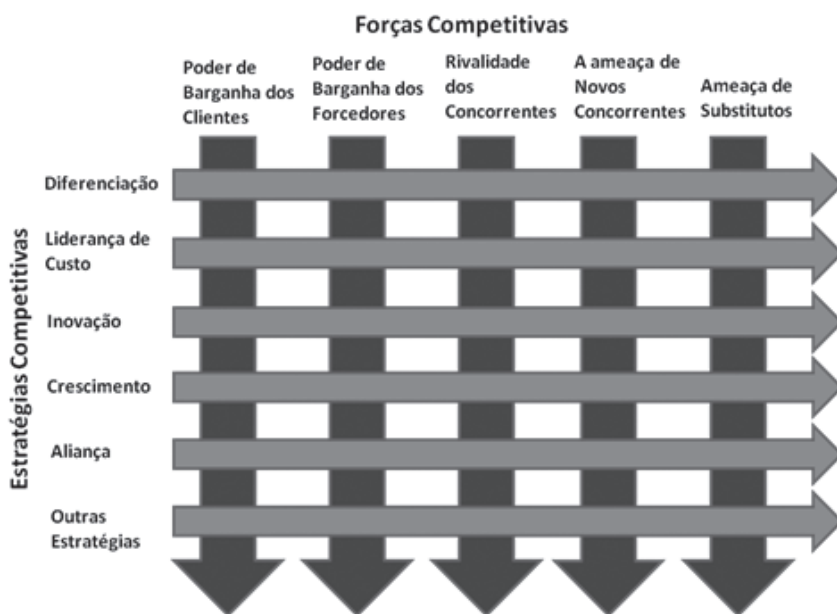 Forças Competitivas
Poder de
Barganha dos
Clientes
Poder de
Barganha dos
Forcedores
Rivalidade
dos
Concorrentes
A ameaça de
Novos
Concorrentes
Ameaça de
Substitutos
Estratégias Competitivas
Diferenciação
Liderança de
Custo
Inovação
Crescimento
Aliança
Outras
Estratégias